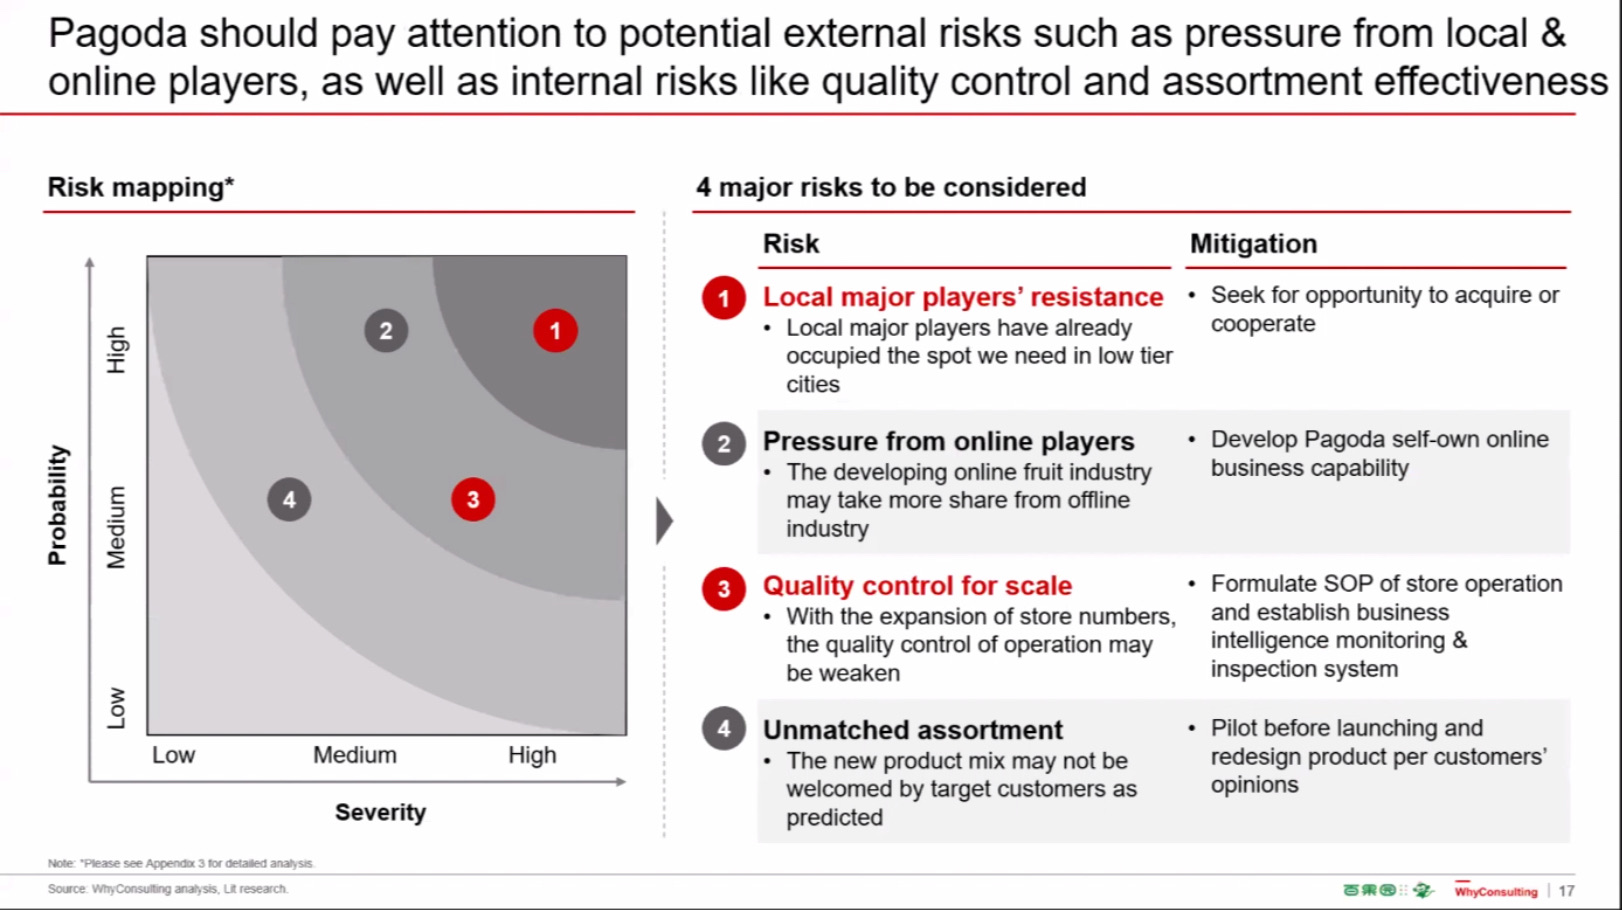 Pagoda should pay attention to potential external risks such as pressure from local &
online players, as well as internal risks like quality control and assortment effectiveness
Risk mapping*
High
Medium
Low
Probability
2
1
4
3
Low Medium High
Severity
4 major risks to be considered
Risk Mitigation
1 Local major players’ resistance
• Local major players have already
occupied the spot we need in low tier
cities
• Seek for opportunity to acquire or
cooperate
2 Pressure from online players
• The developing online fruit industry
may take more share from offline
industry
• Develop Pagoda self-own online
business capability
3 Quality control for scale
• With the expansion of store numbers,
the quality control of operation may
be weaken
• Formulate SOP of store operation
and establish business
intelligence monitoring &
inspection system
4 Unmatched assortment
• The new product mix may not be
welcomed by target customers as
predicted
• Pilot before launching and
redesign product per customers’
opinions
Note: *Please see Appendix 3 for detailed analysis.
Source: WhyConsulting analysis, Lit research.
百果园 WhyConsulting 17